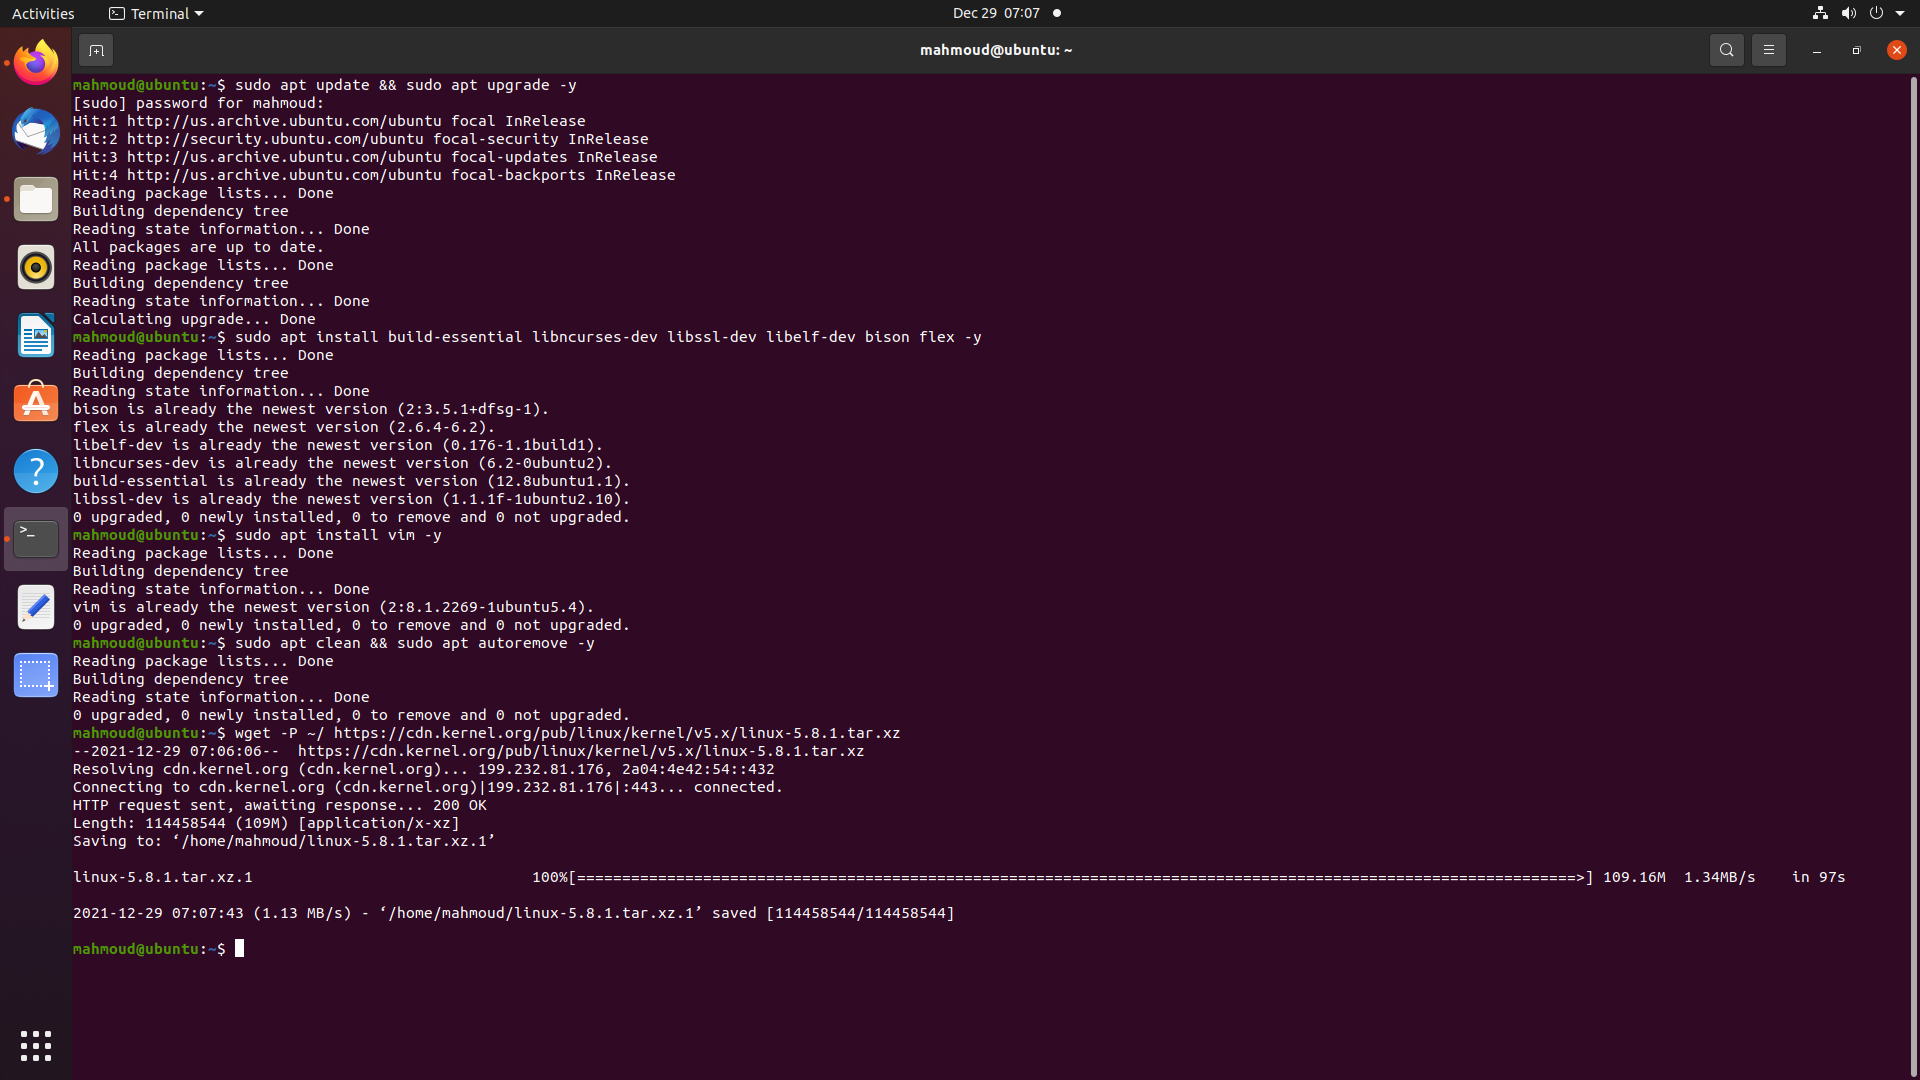 Activities
Terminal
Dec 29 07:07
mahmoud@ubuntu: ~
mahmoud@ubuntu:~$ sudo apt update && sudo apt upgrade -y
[sudo] password for mahmoud:
Hit:1 http://us.archive.ubuntu.com/ubuntu focal InRelease
Hit:2 http://security.ubuntu.com/ubuntu focal-security InRelease
Hit:3 http://us.archive.ubuntu.com/ubuntu focal-updates InRelease
Hit:4 http://us.archive.ubuntu.com/ubuntu focal-backports InRelease
Reading package lists... Done
Building dependency tree
Reading state information... Done
All packages are up to date.
Reading package lists... Done
Building dependency tree
Reading state information... Done
Calculating upgrade... Done
mahmoud@ubuntu:~$ sudo apt install build-essential libncurses-dev libssl-dev libelf-dev bison flex -y
Reading package lists... Done
Building dependency tree
Reading state information... Done
bison is already the newest version (2:3.5.1+dfsg-1).
flex is already the newest version (2.6.4-6.2).
libelf-dev is already the newest version (0.176-1.1build1).
libncurses-dev is already the newest version (6.2-0ubuntu2).
build-essential is already the newest version (12.8ubuntu1.1).
libssl-dev is already the newest version (1.1.1f-1ubuntu2.10).
0 upgraded, 0 newly installed, 0 to remove and 0 not upgraded.
mahmoud@ubuntu:~$ sudo apt install vim -y
Reading package lists... Done
Building dependency tree
Reading state information... Done
vim is already the newest version (2:8.1.2269-1ubuntu5.4).
0 upgraded, 0 newly installed, 0 to remove and 0 not upgraded.
mahmoud@ubuntu:~$ sudo apt clean && sudo apt autoremove -y
Reading package lists... Done
Building dependency tree
Reading state information... Done
0 upgraded, 0 newly installed, 0 to remove and 0 not upgraded.
mahmoud@ubuntu:~$ wget -P ~/ https://cdn.kernel.org/pub/linux/kernel/v5.x/linux-5.8.1.tar.xz
--2021-12-29 07:06:06--  https://cdn.kernel.org/pub/linux/kernel/v5.x/linux-5.8.1.tar.xz
Resolving cdn.kernel.org (cdn.kernel.org)... 199.232.81.176, 2a04:4e42:54::432
Connecting to cdn.kernel.org (cdn.kernel.org)|199.232.81.176|:443... connected.
HTTP request sent, awaiting response... 200 OK
Length: 114458544 (109M) [application/x-xz]
Saving to: ‘/home/mahmoud/linux-5.8.1.tar.xz.1’
linux-5.8.1.tar.xz.1 100%[===============================================================================================================>] 109.16M  1.34MB/s    in 97s
2021-12-29 07:07:43 (1.13 MB/s) - ‘/home/mahmoud/linux-5.8.1.tar.xz.1’ saved [114458544/114458544]
mahmoud@ubuntu:~$